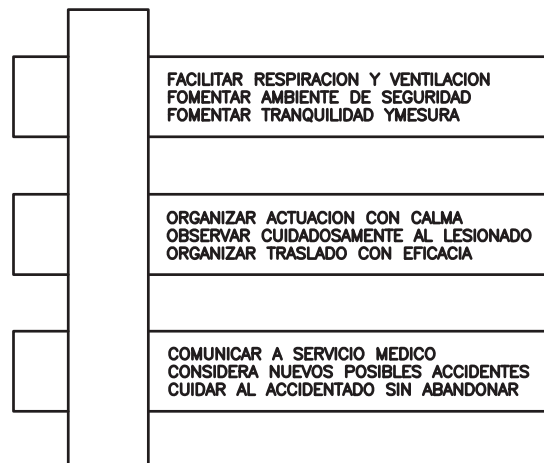 FACILITAR RESPIRACION Y VENTILACION
FOMENTAR AMBIENTE DE SEGURIDAD
FOMENTAR TRANQUILIDAD YMESURA
ORGANIZAR ACTUACION CON CALMA
OBSERVAR CUIDADOSAMENTE AL LESIONADO
ORGANIZAR TRASLADO CON EFICACIA
COMUNICAR A SERVICIO MEDICO
CONSIDERA NUEVOS POSIBLES ACCIDENTES
CUIDAR AL ACCIDENTADO SIN ABANDONAR